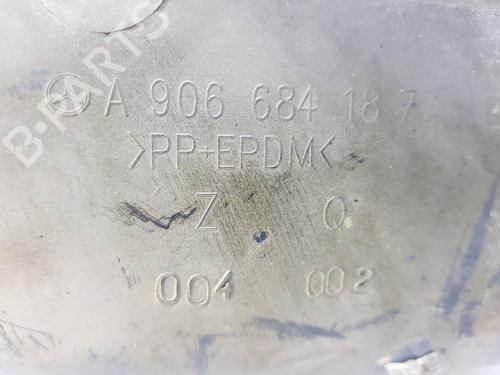 B-PARTS
A 906 684 18 7
>PP+EPDM<
Z Q
004 002